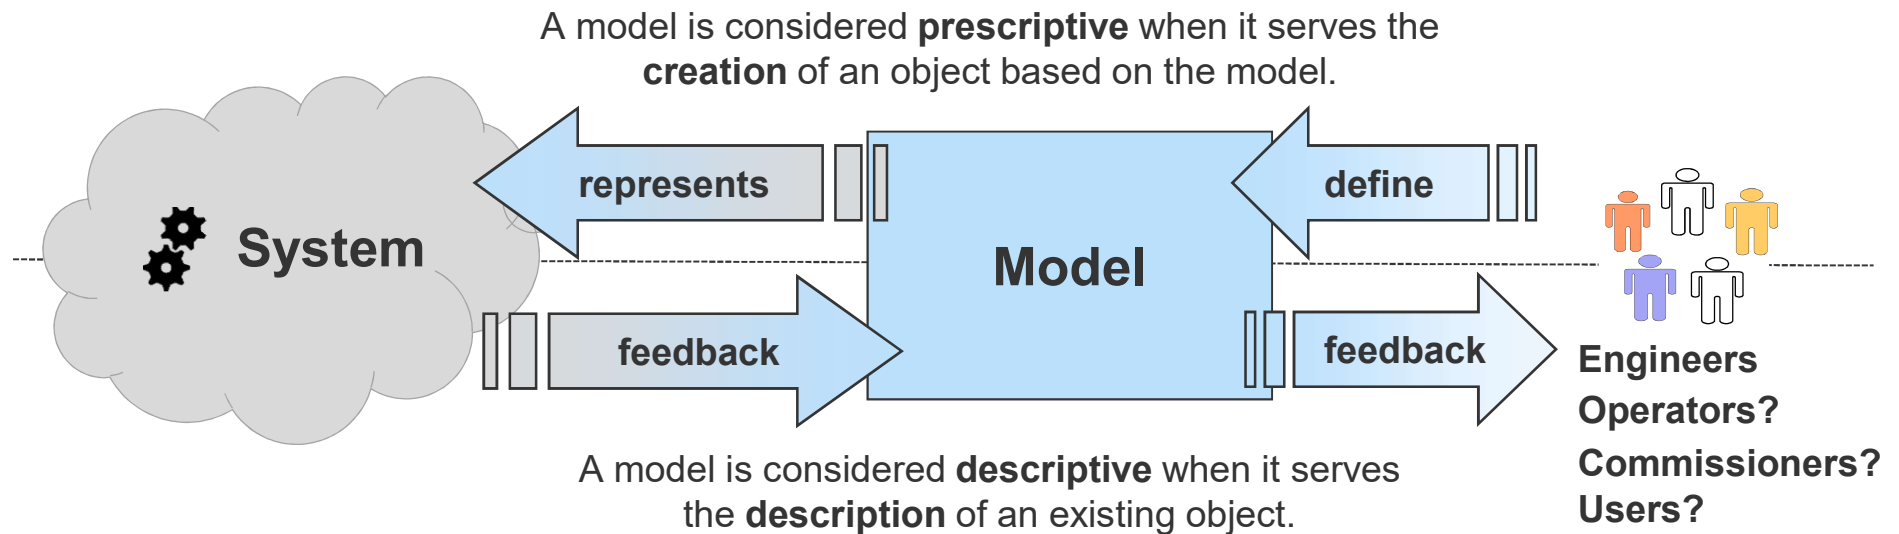 A model is considered prescriptive when it serves the
creation of an object based on the model.
represents
define
System
Model
feedback
feedback
Engineers
Operators?
Commissioners?
Users?
A model is considered descriptive when it serves
the description of an existing object.